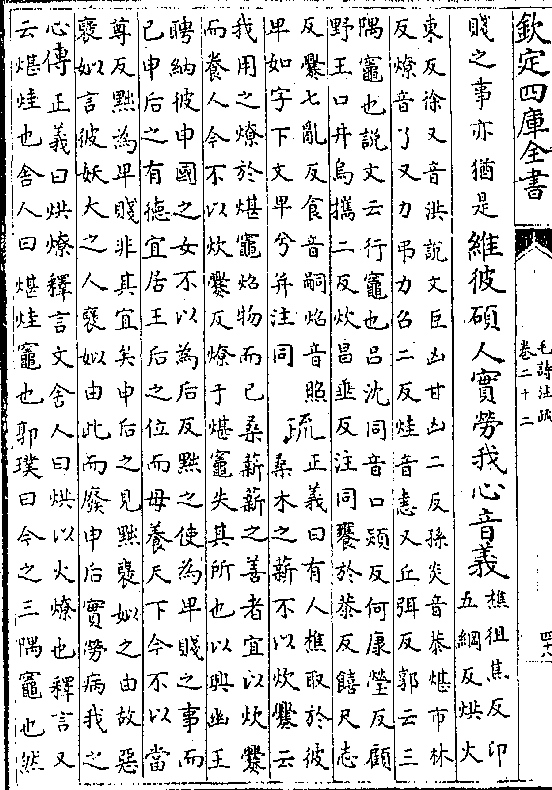 欽定四庫全書
毛詩注疏
卷二十二
賤之事亦猶是維彼碩人實勞我心音義樵徂焦反卬
五綱反烘火
東反徐又音洪說文巨凶甘凶二反孫炎音恭煁市林
反燎音了又力弔力召二反烓音恚又丘弭反郭云三
隅竈也說文云行竈也呂沈同音口熲反何康瑩反顧
野王口井烏攜二反炊昌垂反注同饔於恭反饎尺志
反爨七亂反食音嗣炤音照
卑如字下文卑兮并注同
疏正義曰有人樵取於彼
桑木之薪不以炊爨云
我用之燎於煁竈炤物而已桑薪薪之善者宜以炊爨
而養人今不以炊爨反燎于煁竈失其所也以興幽王
聘納彼申國之女不以為后反黜之使為卑賤之事而
已申后之有德宜居王后之位而母養天下今不以當
尊反黜為卑賤非其宜矣申后之見黜褒姒之由故惡
褒姒言彼妖大之人褒姒由此而廢申后實勞病我之
心傳正義曰烘燎釋言文舍人曰烘以火燎也釋言又
云煁烓也舍人曰煁烓竈也郭璞曰今之三隅竈也然